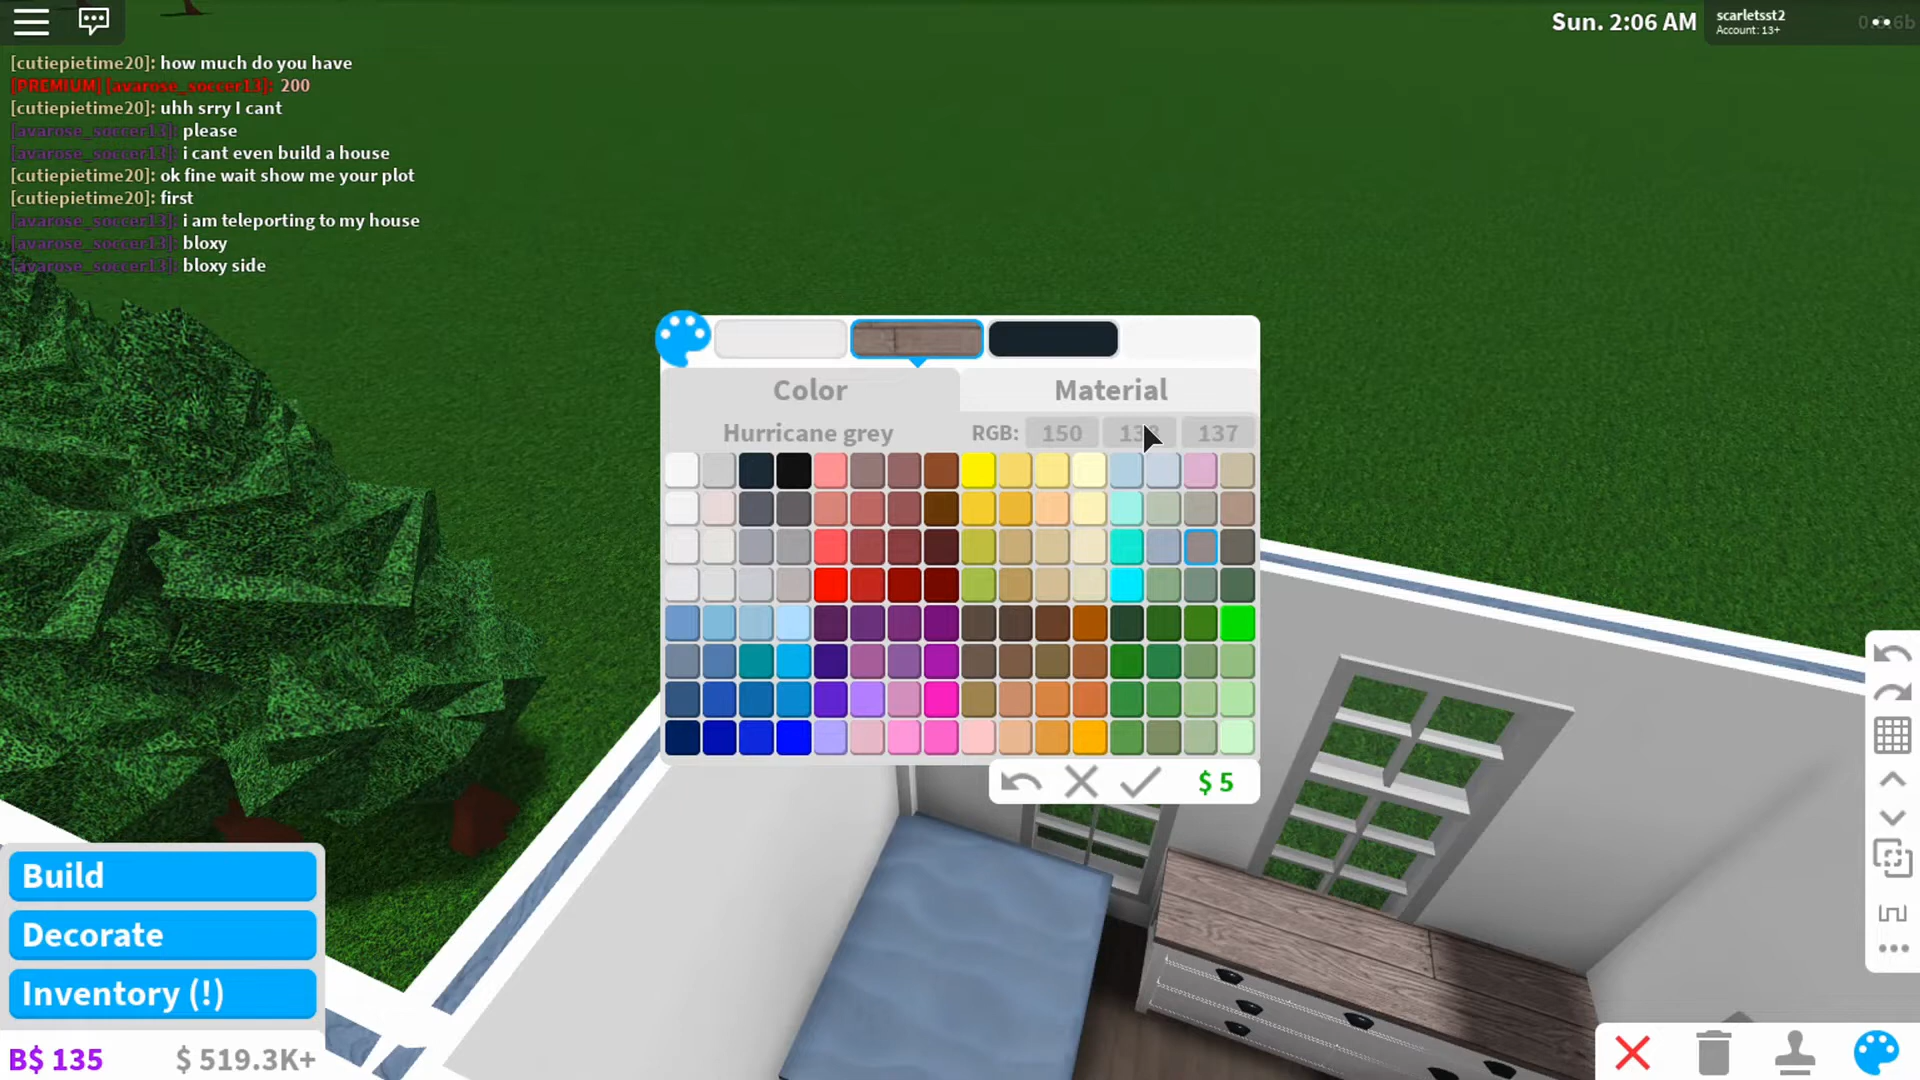 Sun. 2:06 AM
scarletsst2
Account: 13+
[cutiepietime20]: how much do you have
[PREMIUM] [avarose_soccer13]: 200
[cutiepietime20]: uhh srry I cant
[avarose_soccer13]: please
[avarose_soccer13]: i cant even build a house
[cutiepietime20]: ok fine wait show me your plot
[cutiepietime20]: first
[avarose_soccer13]: i am teleporting to my house
[avarose_soccer13]: bloxy
[avarose_soccer13]: bloxy side
Color
Material
Hurricane grey
RGB: 150 137
$ 5
Build
Decorate
Inventory (!)
B$ 135
$ 519.3K+